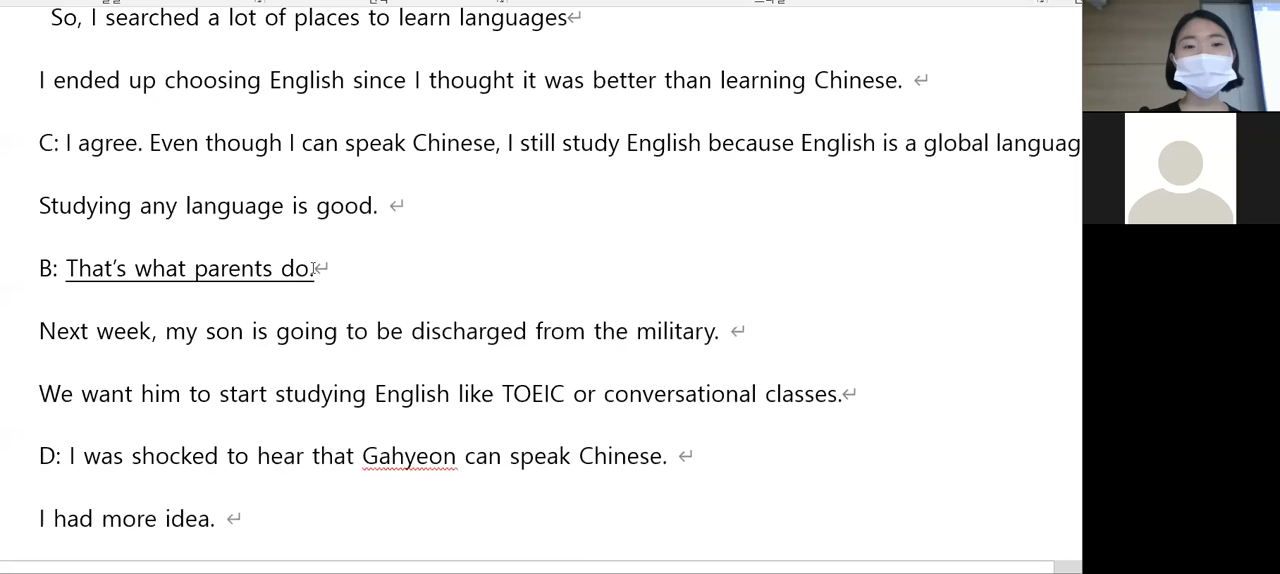 So, I searched a lot of places to learn languages
I ended up choosing English since I thought it was better than learning Chinese.
C: I agree. Even though I can speak Chinese, I still study English because English is a global languag
Studying any language is good.
B: That's what parents do.
Next week, my son is going to be discharged from the military.
We want him to start studying English like TOEIC or conversational classes.
D: I was shocked to hear that Gahyeon can speak Chinese.
I had more idea.